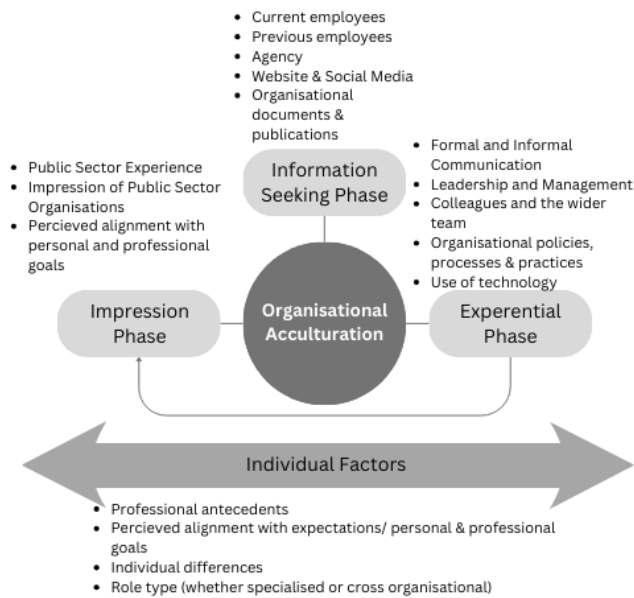 • Current employees
• Previous employees
• Agency
• Website & Social Media
• Organisational
documents &
publications
Information
Seeking Phase
• Formal and Informal
Communication
• Leadership and Management
• Colleagues and the wider
team
• Organisational policies,
processes & practices
• Use of technology
• Public Sector Experience
• Impression of Public Sector
Organisations
• Percieved alignment with
personal and professional
goals
Impression
Phase
Organisational
Acculturation
Experential
Phase
Individual Factors
• Professional antecedents
• Percieved alignment with expectations/ personal & professional
goals
• Individual differences
• Role type (whether specialised or cross organisational)